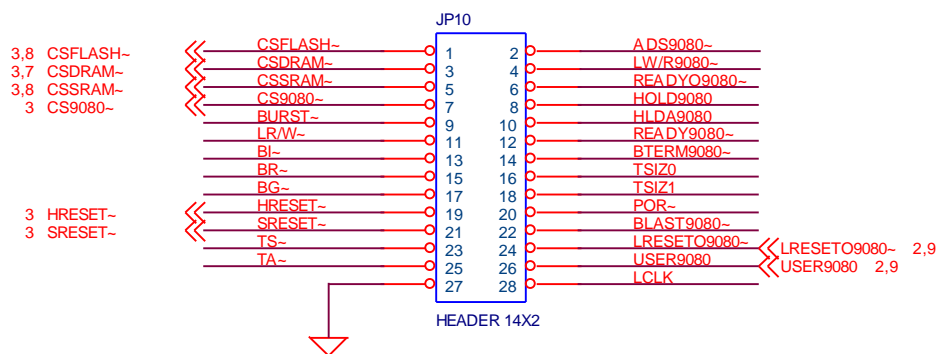 JP10
3,8 CSFLASH~ CSFLASH~ 1 2 ADS9080~
3,7 CSDRAM~ CSDRAM~ 3 4 LW/R9080~
3,8 CSSRAM~ CSSRAM~ 5 6 READYO9080~
3 CS9080~ CS9080~ 7 8 HOLD9080
BURST~ 9 10 HLDA9080
LR/W~ 11 12 READY9080~
BI~ 13 14 BTERM9080~
BR~ 15 16 TSIZ0
BG~ 17 18 TSIZ1
3 HRESET~ HRESET~ 19 20 POR~
3 SRESET~ SRESET~ 21 22 BLAST9080~
TS~ 23 24 LRESETO9080~ LRESETO9080~ 2,9
TA~ 25 26 USER9080 USER9080 2,9
27 28 LCLK
HEADER 14X2